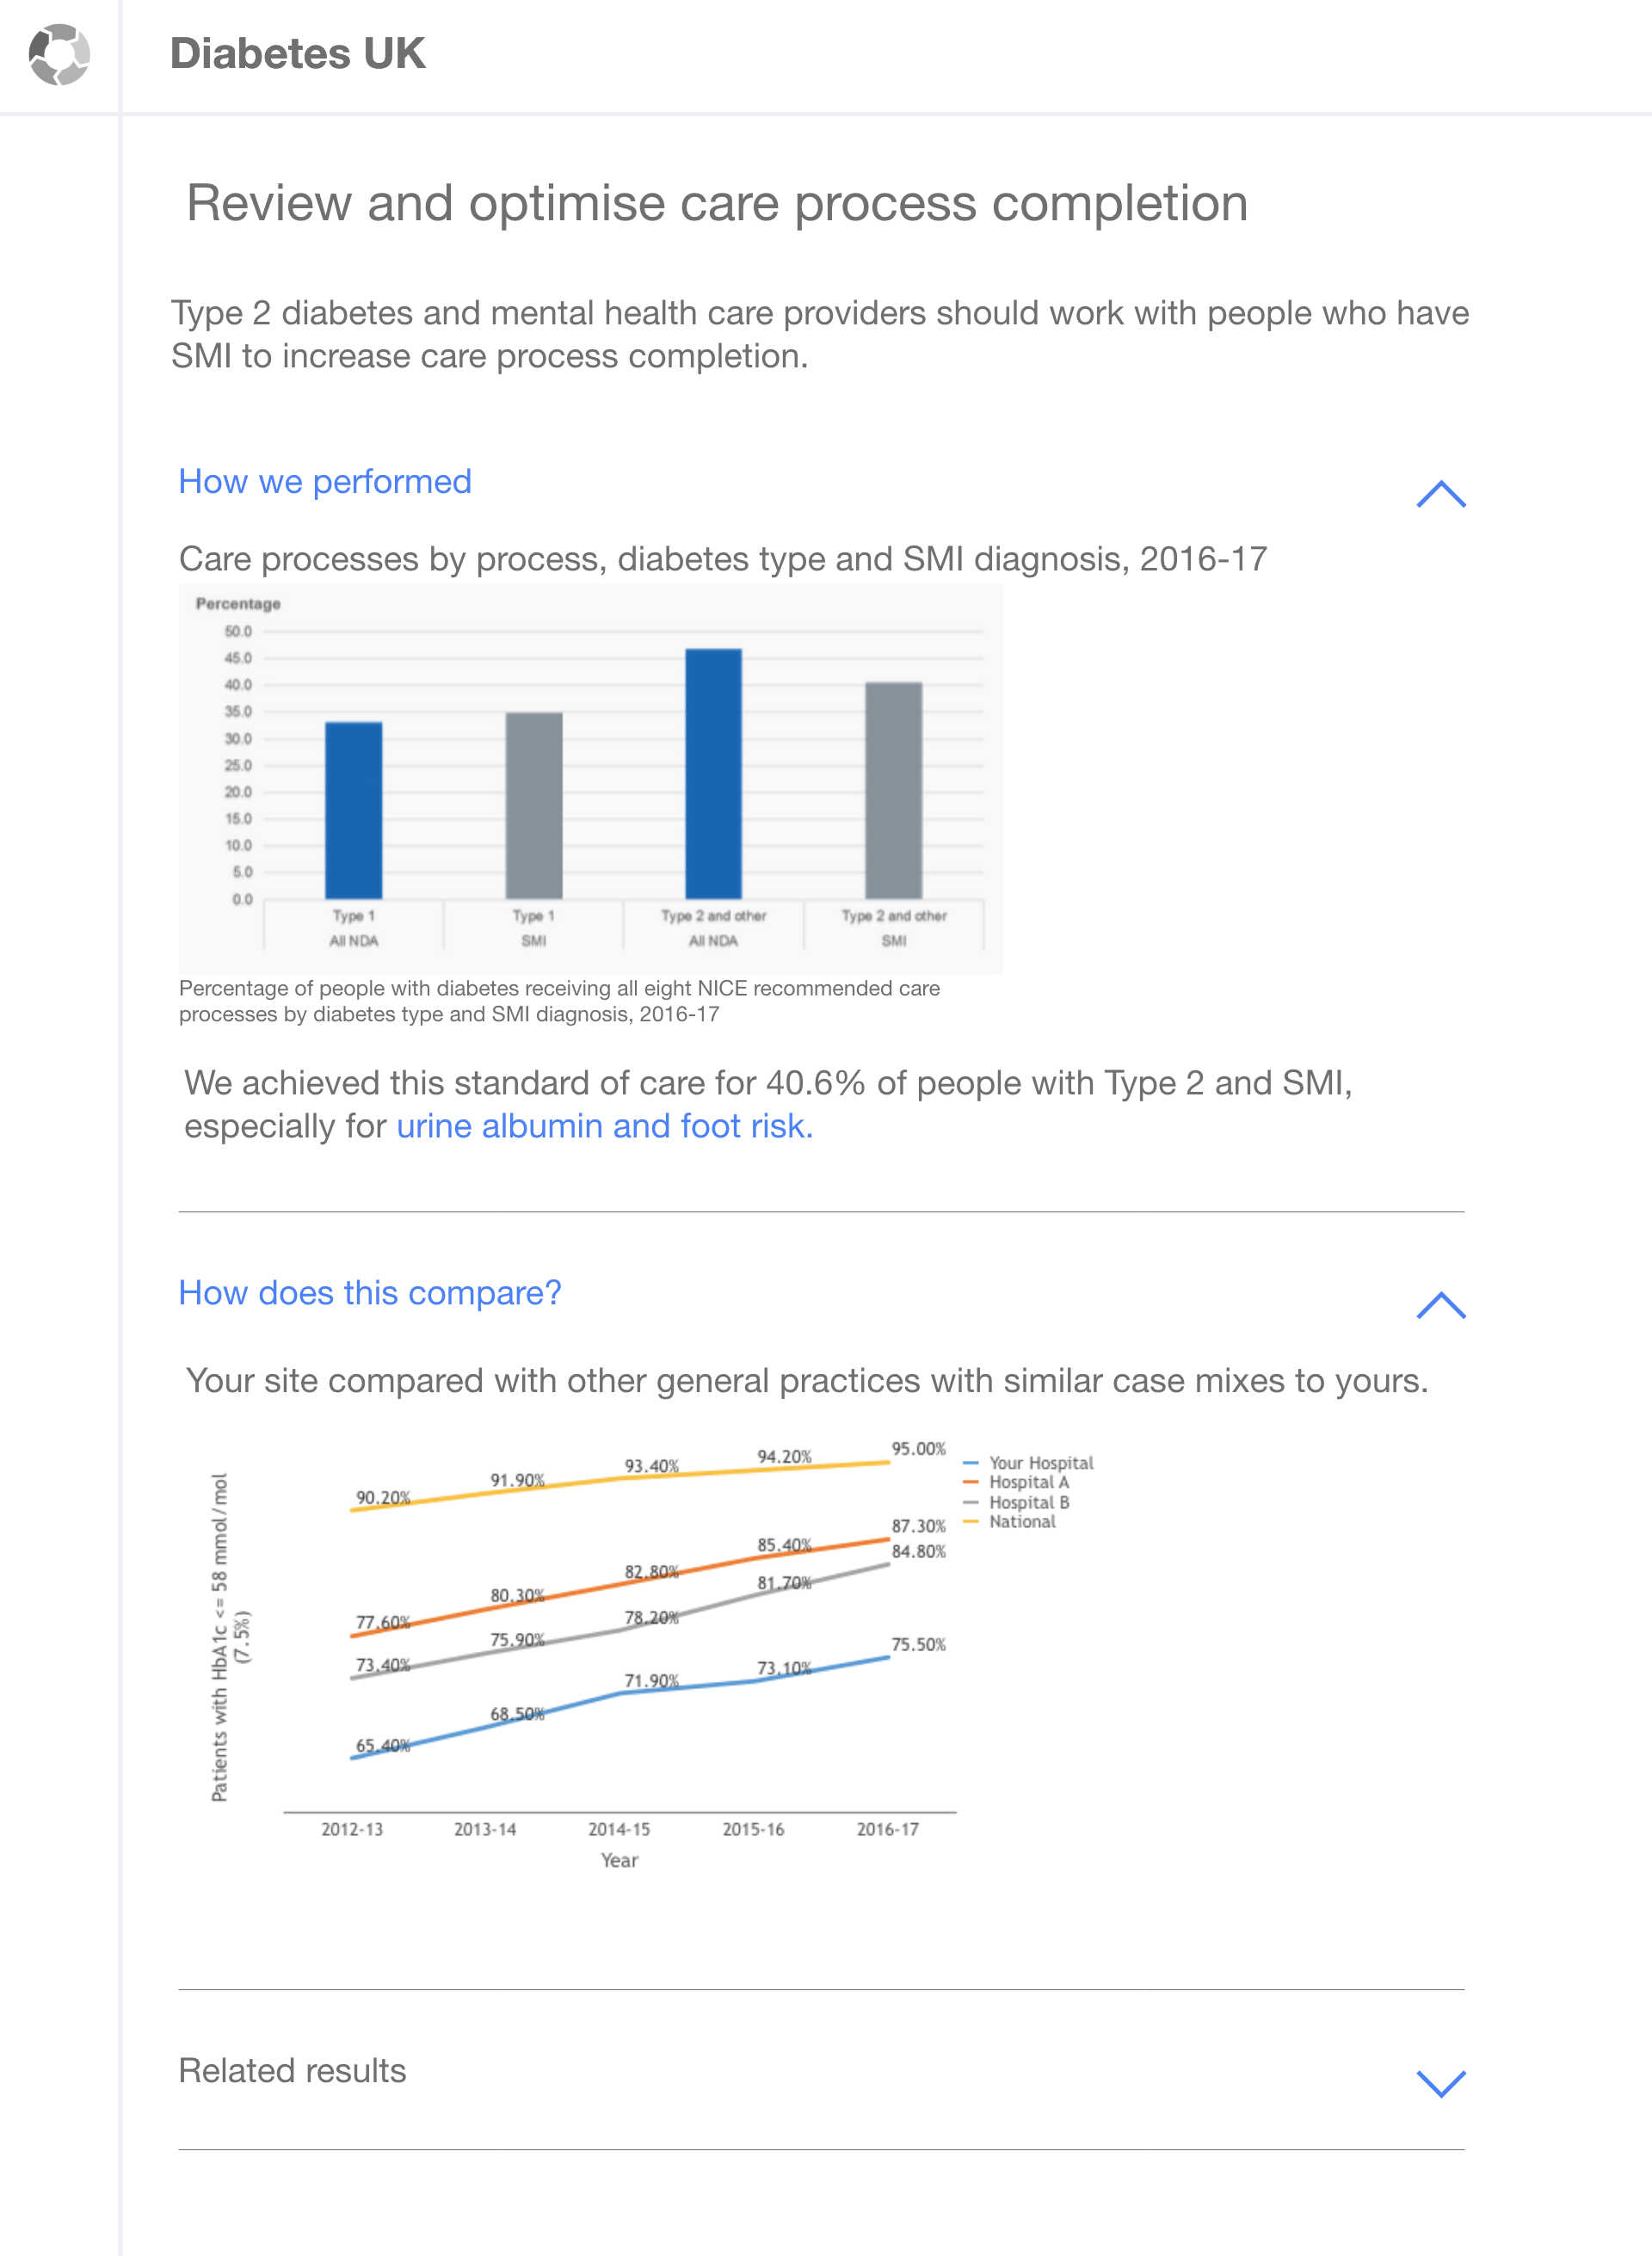 Diabetes UK
Review and optimise care process completion
Type 2 diabetes and mental health care providers should work with people who have
SMI to increase care process completion.
How we performed
Care processes by process, diabetes type and SMI diagnosis, 2016-17
Percentage
50.0
45.0
40.0
35.0
30.0
25.0
20.0
15.0
10.0
5.0
0.0
Type 1 Type 1 Type 2 and other Type 2 and other
All NDA SMI All NDA SMI
Percentage of people with diabetes receiving all eight NICE recommended care
processes by diabetes type and SMI diagnosis, 2016-17
We achieved this standard of care for 40.6% of people with Type 2 and SMI,
especially for urine albumin and foot risk.
How does this compare?
Your site compared with other general practices with similar case mixes to yours.
Patients with HbA1c <= 58 mmol/mol
(7.5%)
90.20% 91.90% 93.40% 94.20% 95.00%
77.60% 80.30% 82.80% 85.40% 87.30%
73.40% 75.90% 78.20% 81.70% 84.80%
65.40% 68.50% 71.90% 73.10% 75.50%
Your Hospital
Hospital A
Hospital B
National
2012-13 2013-14 2014-15 2015-16 2016-17
Year
Related results